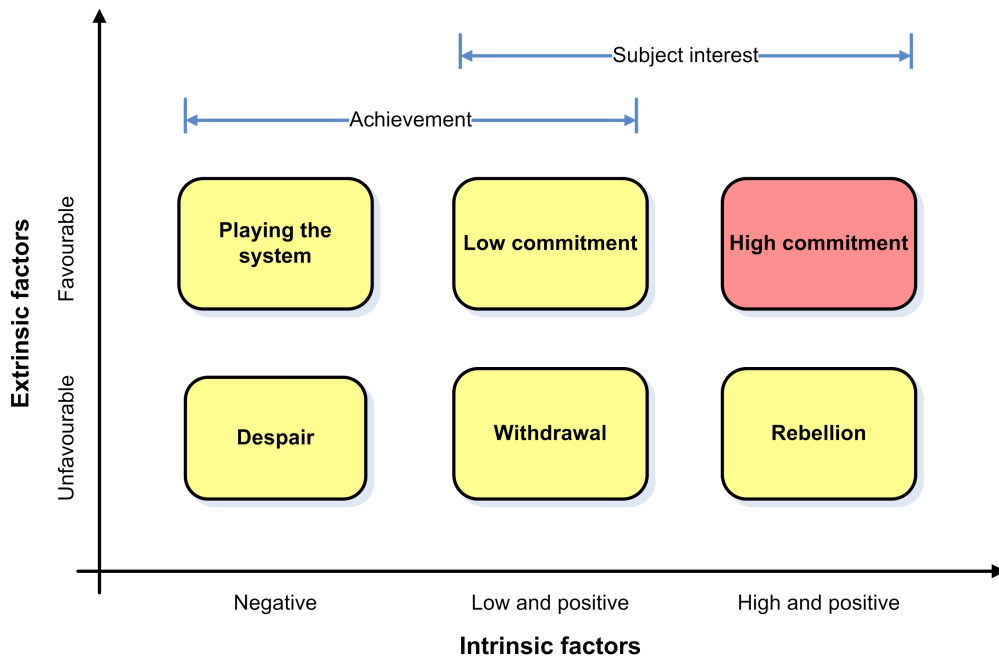 Subject interest
Achievement
Extrinsic factors
Favourable
Unfavourable
Playing the
system
Low commitment
High commitment
Despair
Withdrawal
Rebellion
Negative
Low and positive
High and positive
Intrinsic factors